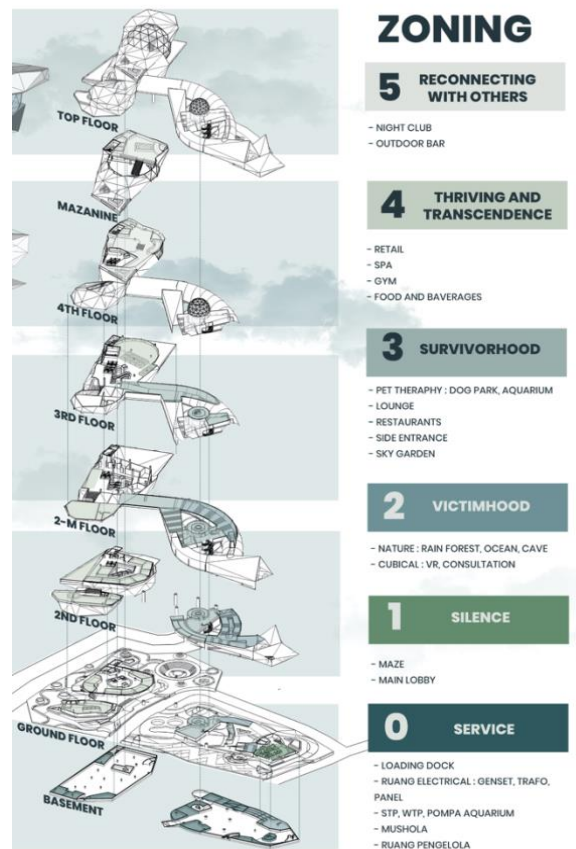 ZONING
5 RECONNECTING
WITH OTHERS
- NIGHT CLUB
- OUTDOOR BAR
4 THRIVING AND
TRANSCENDENCE
- RETAIL
- SPA
- GYM
- FOOD AND BAVERAGES
3 SURVIVORHOOD
- PET THERAPHY : DOG PARK, AQUARIUM
- LOUNGE
- RESTAURANTS
- SIDE ENTRANCE
- SKY GARDEN
2 VICTIMHOOD
- NATURE : RAIN FOREST, OCEAN, CAVE
- CUBICAL : VR, CONSULTATION
1 SILENCE
- MAZE
- MAIN LOBBY
0 SERVICE
- LOADING DOCK
- RUANG ELECTRICAL : GENSET, TRAFO,
PANEL
- STP, WTP, POMPA AQUARIUM
- MUSHOLA
- RUANG PENGELOLA
TOP FLOOR
MAZANINE
4TH FLOOR
3RD FLOOR
2-M FLOOR
2ND FLOOR
GROUND FLOOR
BASEMENT